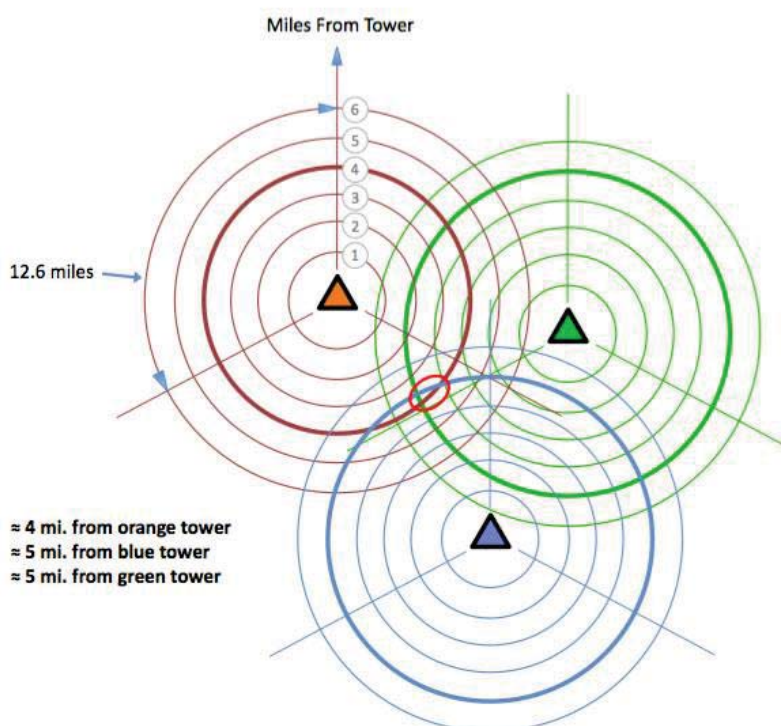 Miles From Tower
6
5
4
3
2
1
12.6 miles
≈ 4 mi. from orange tower
≈ 5 mi. from blue tower
≈ 5 mi. from green tower